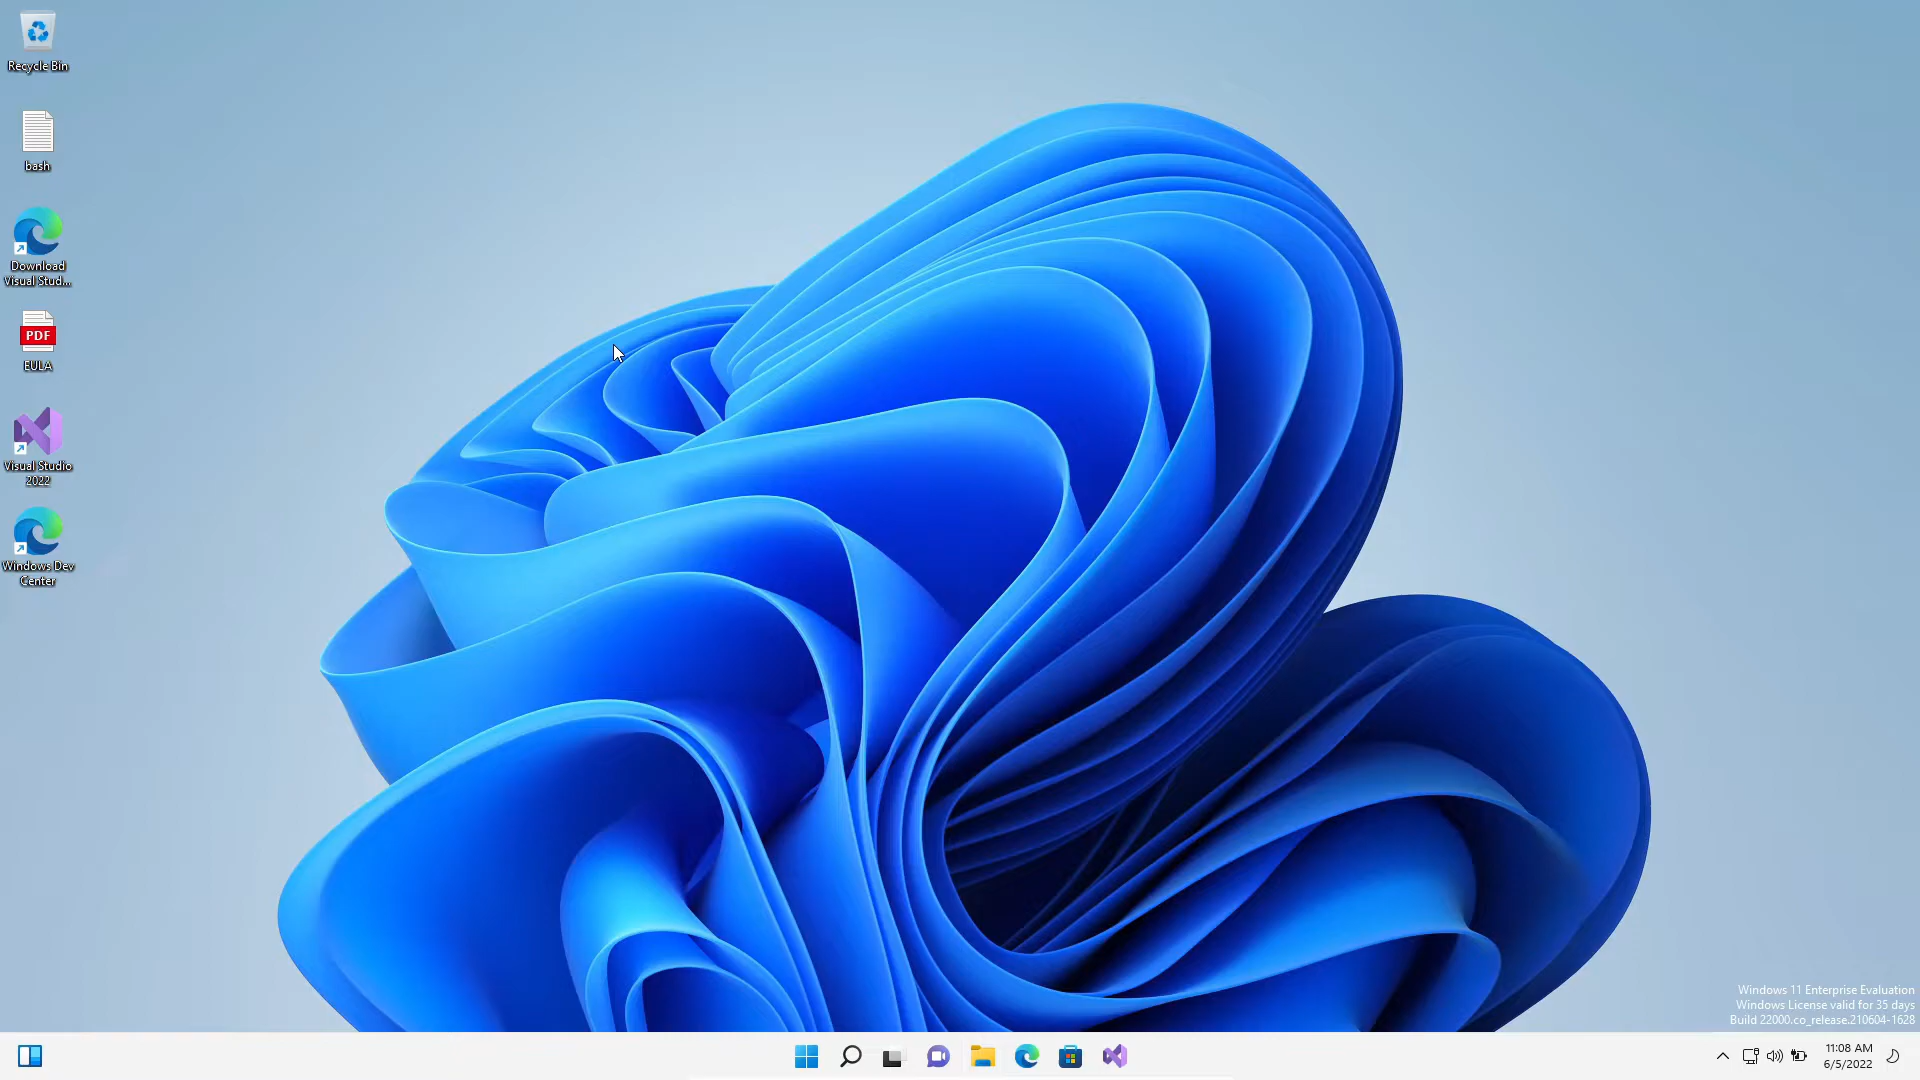 Recycle Bin
bash
Download
Visual Stud...
PDF
EULA
Visual Studio
2022
Windows Dev
Center
Windows 11 Enterprise Evaluation
Windows License valid for 35 days
Build 22000.co_release.210604-1628
11:08 AM
6/5/2022